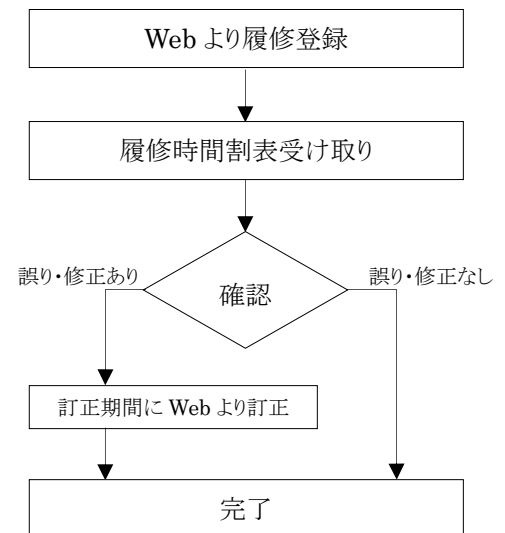 Web より履修登録
履修時間割表受け取り
誤り・修正あり
確認
誤り・修正なし
訂正期間に Web より訂正
完了